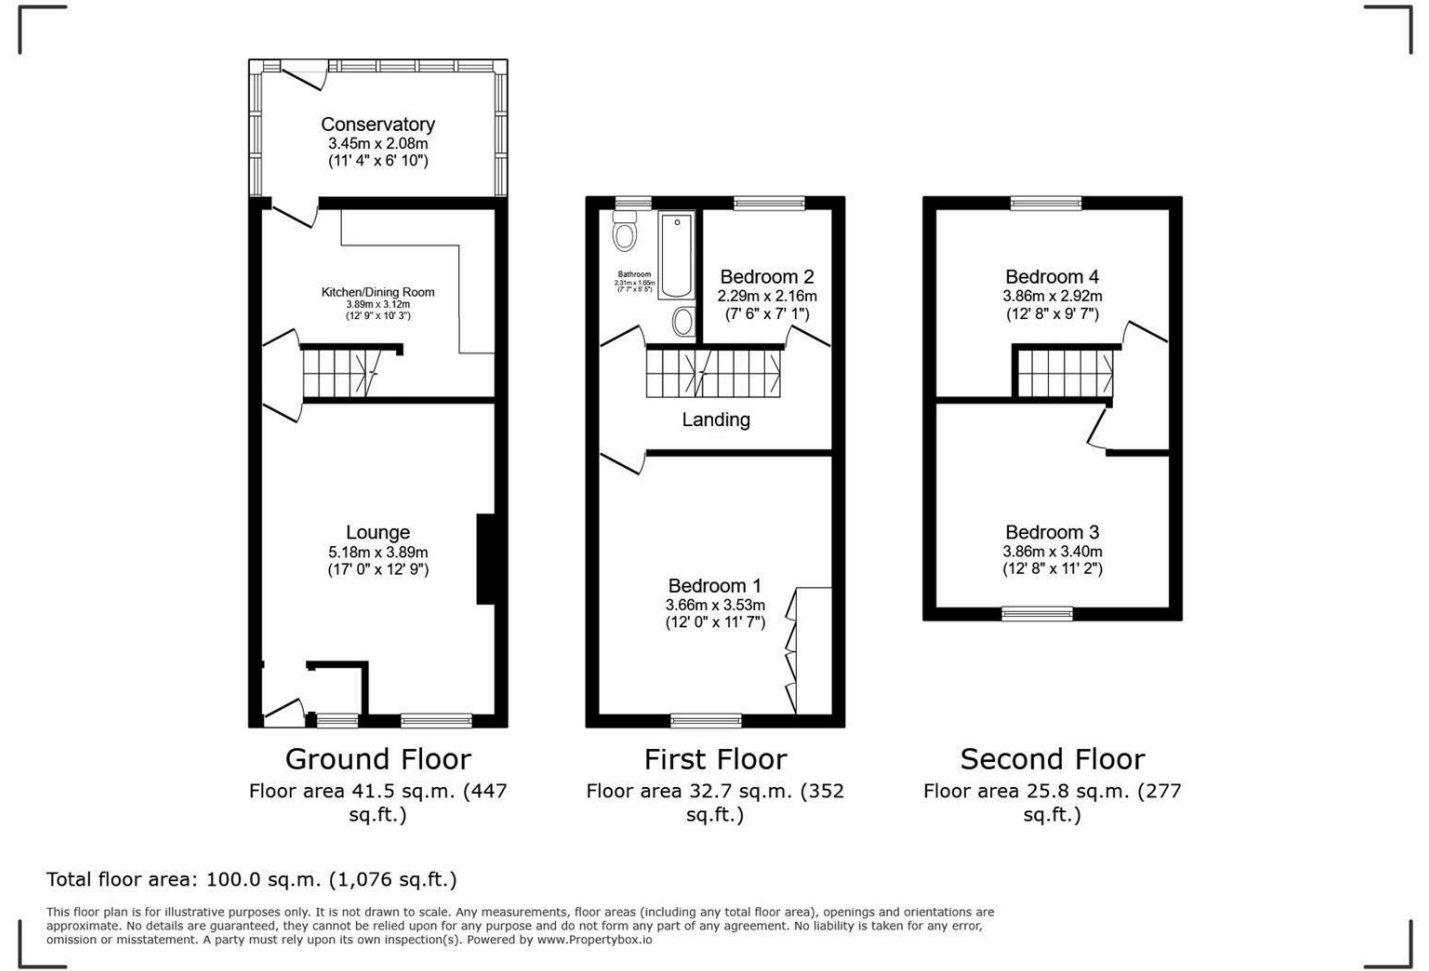 Conservatory
3.45m x 2.08m
(11' 4" x 6' 10")
Kitchen/Dining Room
3.89m x 3.12m
(12' 9" x 10' 3")
Lounge
5.18m x 3.89m
(17' 0" x 12' 9")
Ground Floor
Floor area 41.5 sq.m. (447
sq.ft.)
Bathroom
2.31m x 1.65m
(7' 7" x 5' 5")
Bedroom 2
2.29m x 2.16m
(7' 6" x 7' 1")
Landing
Bedroom 1
3.66m x 3.53m
(12' 0" x 11' 7")
First Floor
Floor area 32.7 sq.m. (352
sq.ft.)
Bedroom 4
3.86m x 2.92m
(12' 8" x 9' 7")
Bedroom 3
3.86m x 3.40m
(12' 8" x 11' 2")
Second Floor
Floor area 25.8 sq.m. (277
sq.ft.)
Total floor area: 100.0 sq.m. (1,076 sq.ft.)
This floor plan is for illustrative purposes only. It is not drawn to scale. Any measurements, floor areas (including any total floor area), openings and orientations are
approximate. No details are guaranteed, they cannot be relied upon for any purpose and do not form any part of any agreement. No liability is taken for any error,
omission or misstatement. A party must rely upon its own inspection(s). Powered by www.Propertybox.io